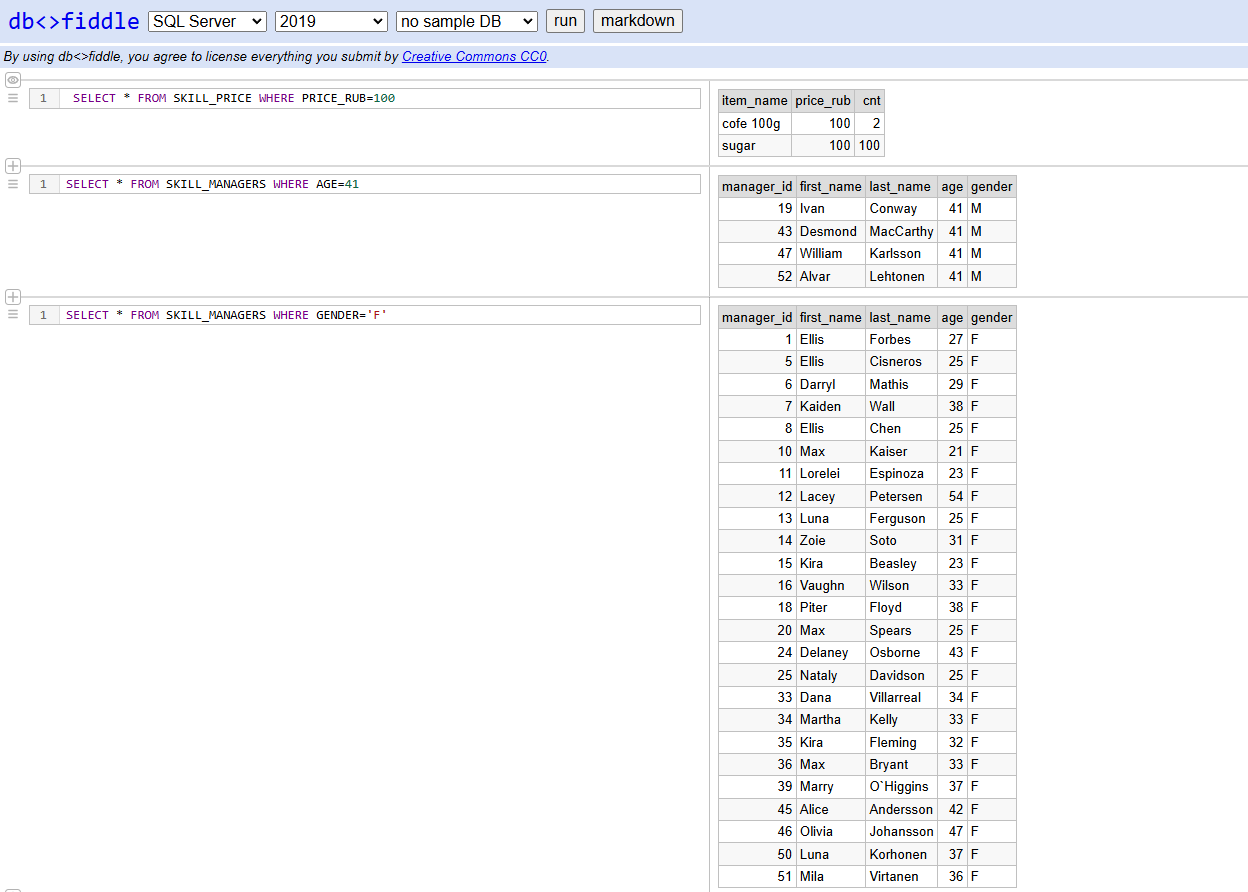 db<>fiddle SQL Server 2019 no sample DB run markdown
By using db<>fiddle, you agree to license everything you submit by Creative Commons CC0.
1 SELECT * FROM SKILL_PRICE WHERE PRICE_RUB=100
item_name price_rub cnt
cofe 100g 100 2
sugar 100 100
1 SELECT * FROM SKILL_MANAGERS WHERE AGE=41
manager_id first_name last_name age gender
19 Ivan Conway 41 M
43 Desmond MacCarthy 41 M
47 William Karlsson 41 M
52 Alvar Lehtonen 41 M
1 SELECT * FROM SKILL_MANAGERS WHERE GENDER='F'
manager_id first_name last_name age gender
1 Ellis Forbes 27 F
5 Ellis Cisneros 25 F
6 Darryl Mathis 29 F
7 Kaiden Wall 38 F
8 Ellis Chen 25 F
10 Max Kaiser 21 F
11 Lorelei Espinoza 23 F
12 Lacey Petersen 54 F
13 Luna Ferguson 25 F
14 Zoie Soto 31 F
15 Kira Beasley 23 F
16 Vaughn Wilson 33 F
18 Piter Floyd 38 F
20 Max Spears 25 F
24 Delaney Osborne 43 F
25 Nataly Davidson 25 F
33 Dana Villarreal 34 F
34 Martha Kelly 33 F
35 Kira Fleming 32 F
36 Max Bryant 33 F
39 Marry O`Higgins 37 F
45 Alice Andersson 42 F
46 Olivia Johansson 47 F
50 Luna Korhonen 37 F
51 Mila Virtanen 36 F